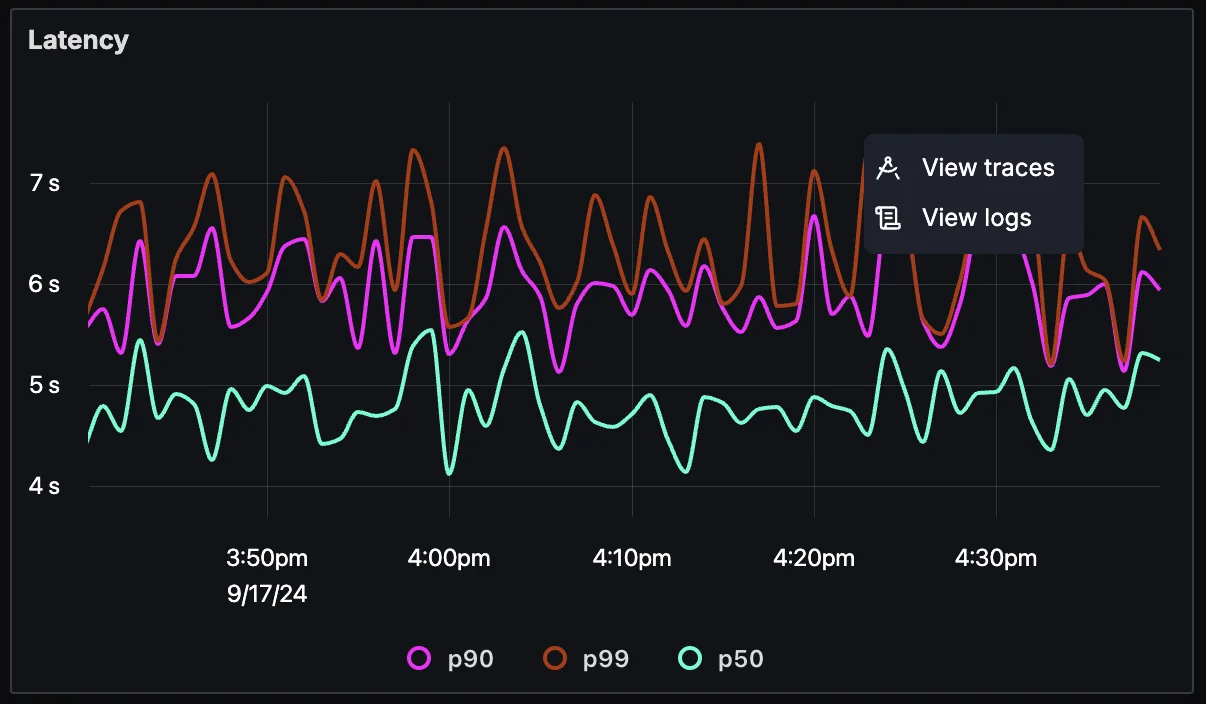 Latency
7 s
6 s
5 s
4 s
View traces
View logs
3:50pm 4:00pm 4:10pm 4:20pm 4:30pm
9/17/24
p90 p99 p50